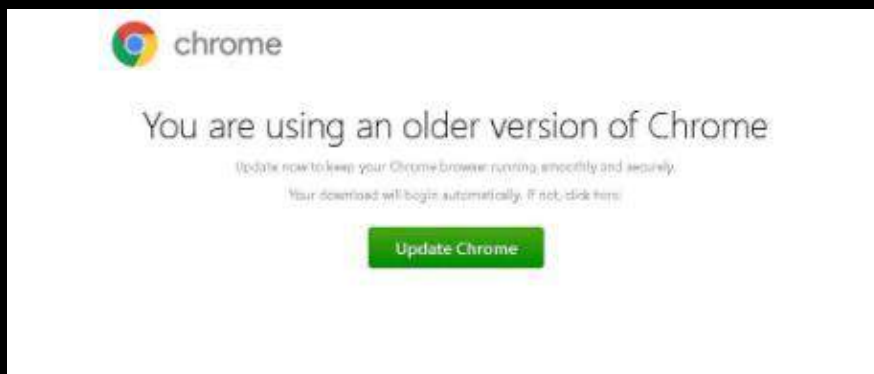 chrome
You are using an older version of Chrome
Update now to keep your Chrome browser running smoothly and securely.
Your download will begin automatically. If not, click here
Update Chrome